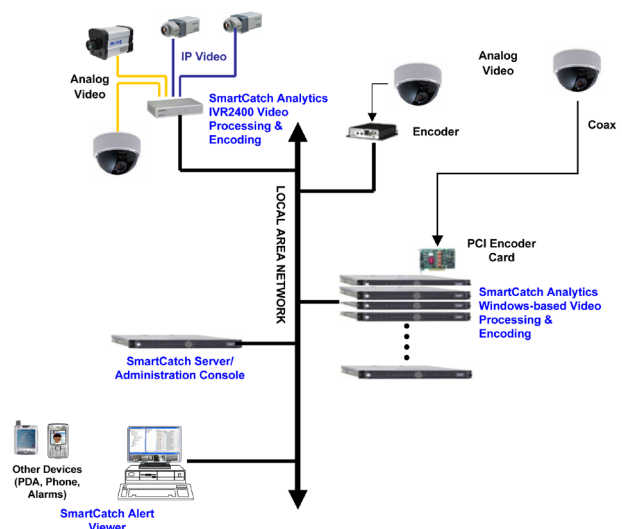 IP Video
Analog
Video
SmartCatch Analytics
IVR2400 Video
Processing &
Encoding
Analog
Video
Encoder
Coax
LOCAL AREA NETWORK
PCI Encoder
Card
SmartCatch Analytics
Windows-based Video
Processing &
Encoding
SmartCatch Server/
Administration Console
Other Devices
(PDA, Phone,
Alarms)
SmartCatch Alert
Viewer